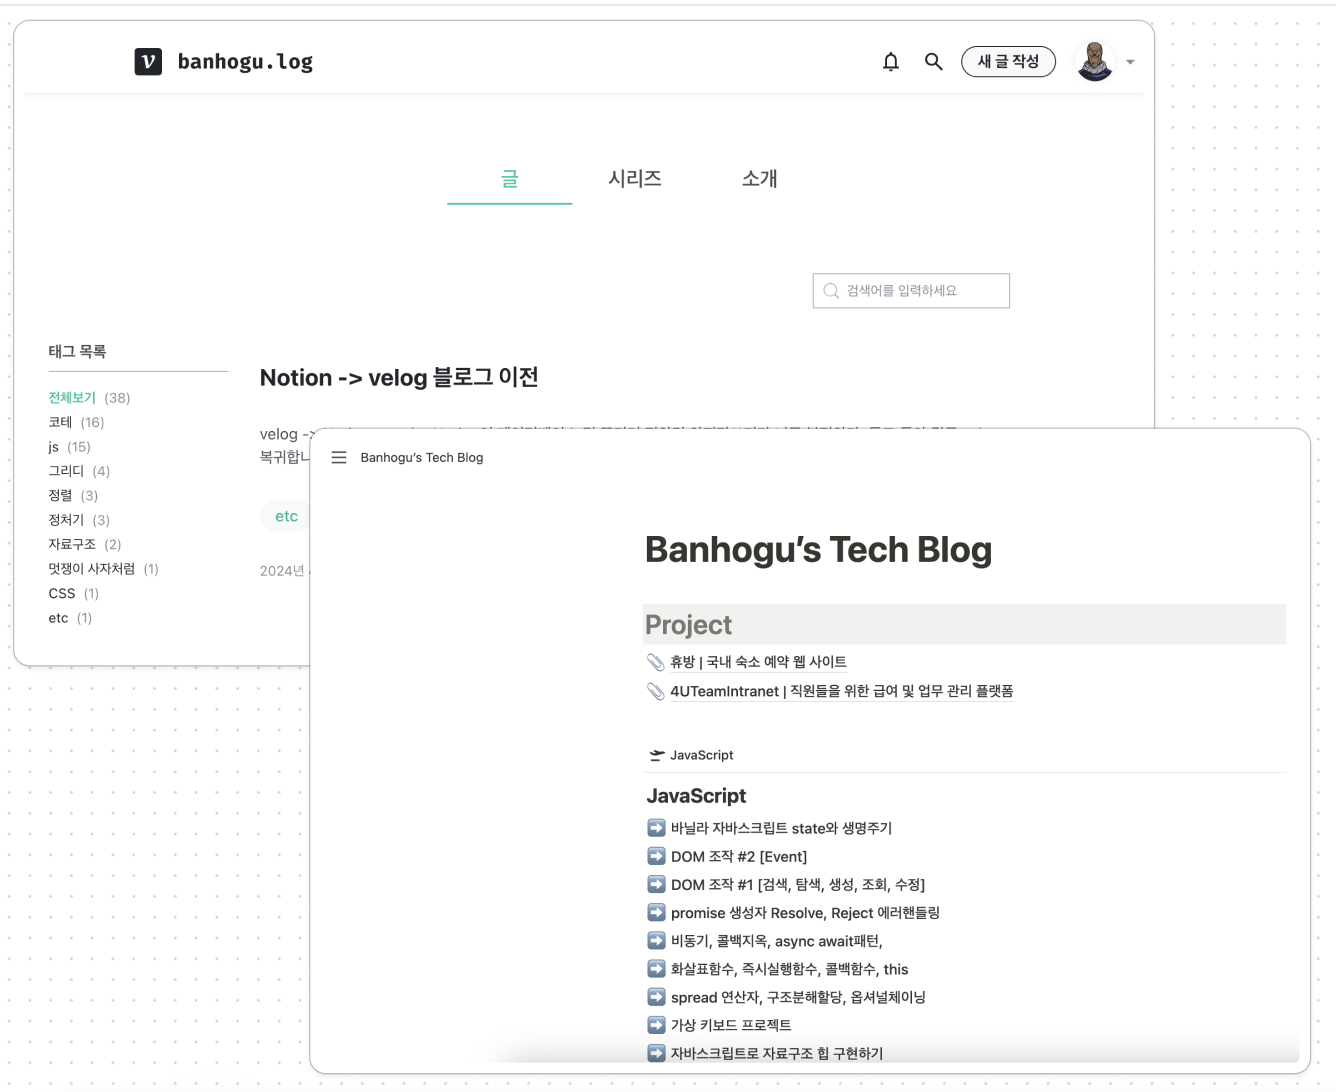 banhogu.log
새 글 작성
글 시리즈 소개
검색어를 입력하세요
태그 목록
전체보기 (38)
코테 (16)
js (15)
그리디 (4)
정렬 (3)
정처기 (3)
자료구조 (2)
멋쟁이 사자처럼 (1)
CSS (1)
etc (1)
Notion -> velog 블로그 이전
velog ->
복귀합니
etc
2024년
Banhogu's Tech Blog
Banhogu's Tech Blog
Project
휴방 | 국내 숙소 예약 웹 사이트
4UTeamIntranet | 직원들을 위한 급여 및 업무 관리 플랫폼
JavaScript
JavaScript
바닐라 자바스크립트 state와 생명주기
DOM 조작 #2 [Event]
DOM 조작 #1 [검색, 탐색, 생성, 조회, 수정]
promise 생성자 Resolve, Reject 에러핸들링
비동기, 콜백지옥, async await패턴,
화살표함수, 즉시실행함수, 콜백함수, this
spread 연산자, 구조분해할당, 옵셔널체이닝
가상 키보드 프로젝트
자바스크립트로 자료구조 힙 구현하기